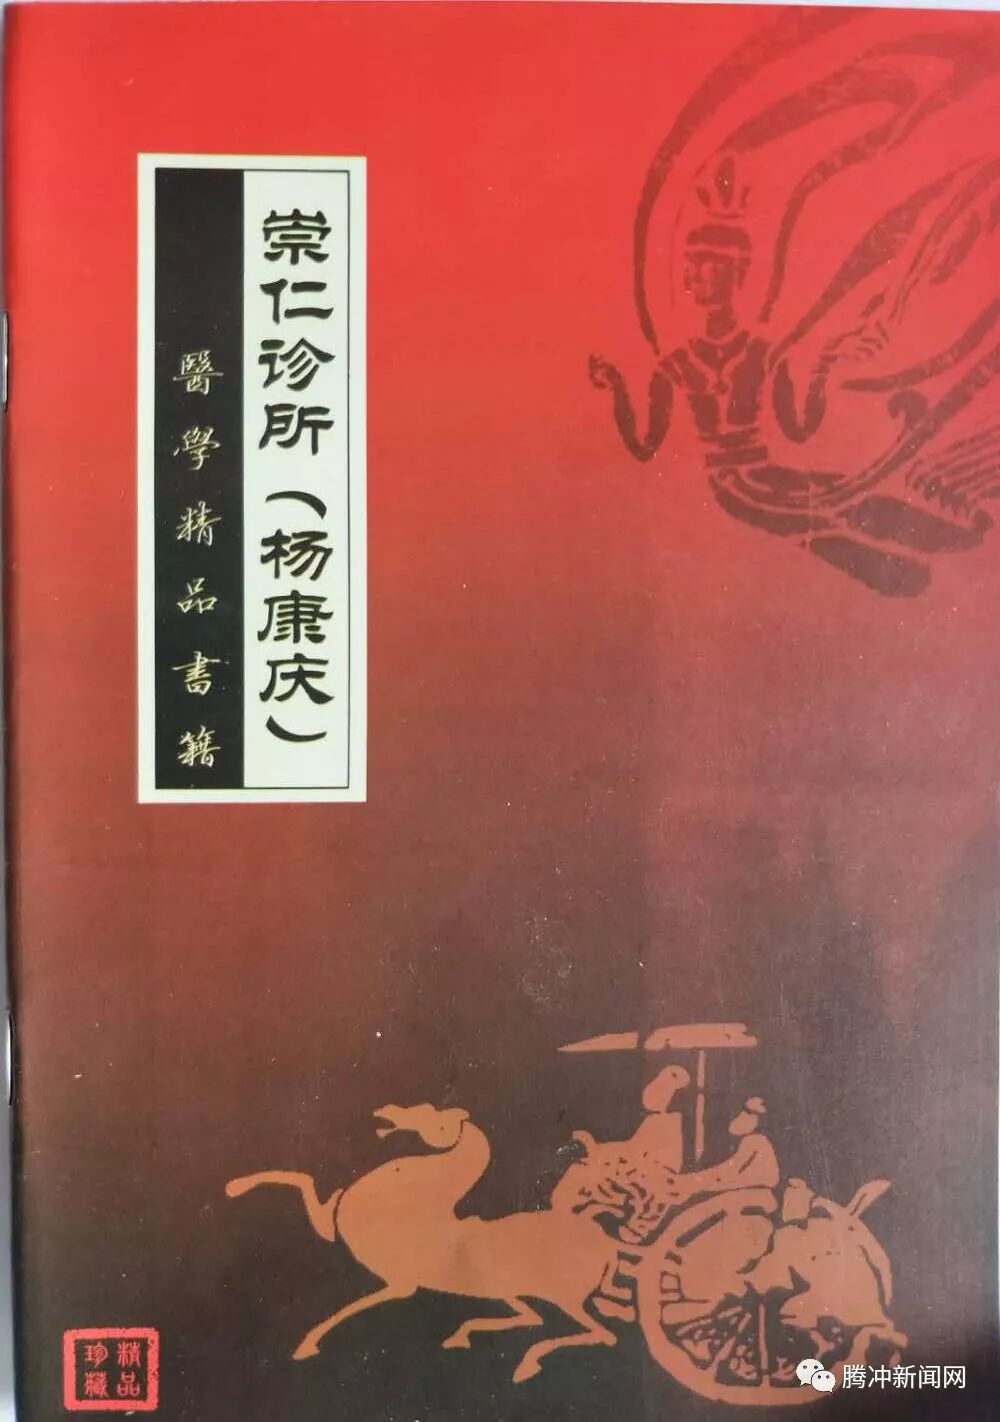 崇仁诊所（杨康庆）
醫學精品書籍
精品
珍藏
腾冲新闻网